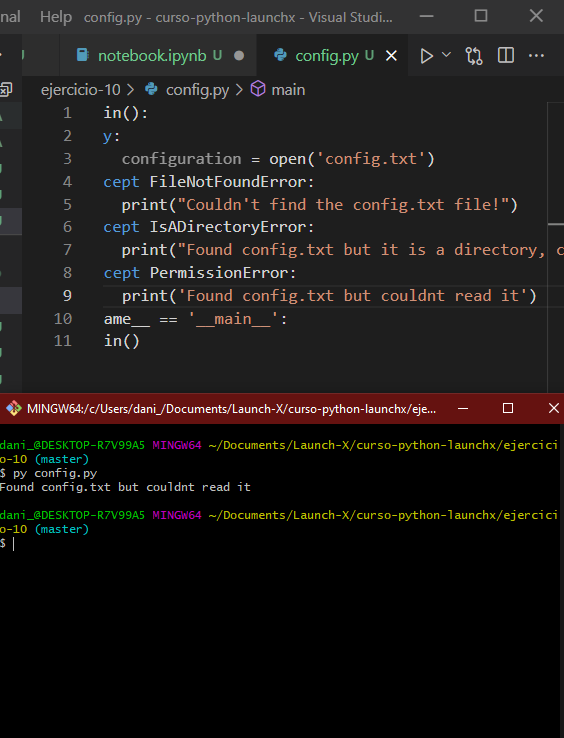 nal Help config.py - curso-python-launchx - Visual Studi...
notebook.ipynb U config.py U
ejercicio-10 > config.py > main
1 in():
2 y:
3 configuration = open('config.txt')
4 cept FileNotFoundError:
5 print("Couldn't find the config.txt file!")
6 cept IsADirectoryError:
7 print("Found config.txt but it is a directory, c
8 cept PermissionError:
9 print('Found config.txt but couldnt read it')
10 ame__ == '__main__':
11 in()
MINGW64:/c/Users/dani_/Documents/Launch-X/curso-python-launchx/eje...
dani_@DESKTOP-R7V99A5 MINGW64 ~/Documents/Launch-X/curso-python-launchx/ejercici
o-10 (master)
$ py config.py
Found config.txt but couldnt read it
dani_@DESKTOP-R7V99A5 MINGW64 ~/Documents/Launch-X/curso-python-launchx/ejercici
o-10 (master)
$